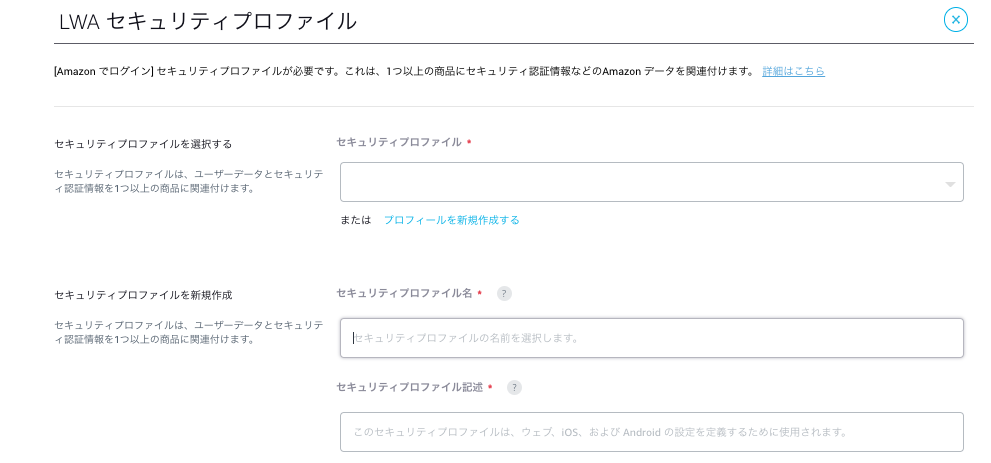 LWA セキュリティプロファイル
[Amazon でログイン] セキュリティプロファイルが必要です。これは、1つ以上の商品にセキュリティ認証情報などのAmazon データを関連付けます。 詳細はこちら
セキュリティプロファイルを選択する
セキュリティプロファイルは、ユーザーデータとセキュリテ
ィ認証情報を1つ以上の商品に関連付けます。
セキュリティプロファイル *
または プロフィールを新規作成する
セキュリティプロファイルを新規作成
セキュリティプロファイルは、ユーザーデータとセキュリテ
ィ認証情報を1つ以上の商品に関連付けます。
セキュリティプロファイル名 * ?
セキュリティプロファイルの名前を選択します。
セキュリティプロファイル記述 * ?
このセキュリティプロファイルは、ウェブ、iOS、および Android の設定を定義するために使用されます。